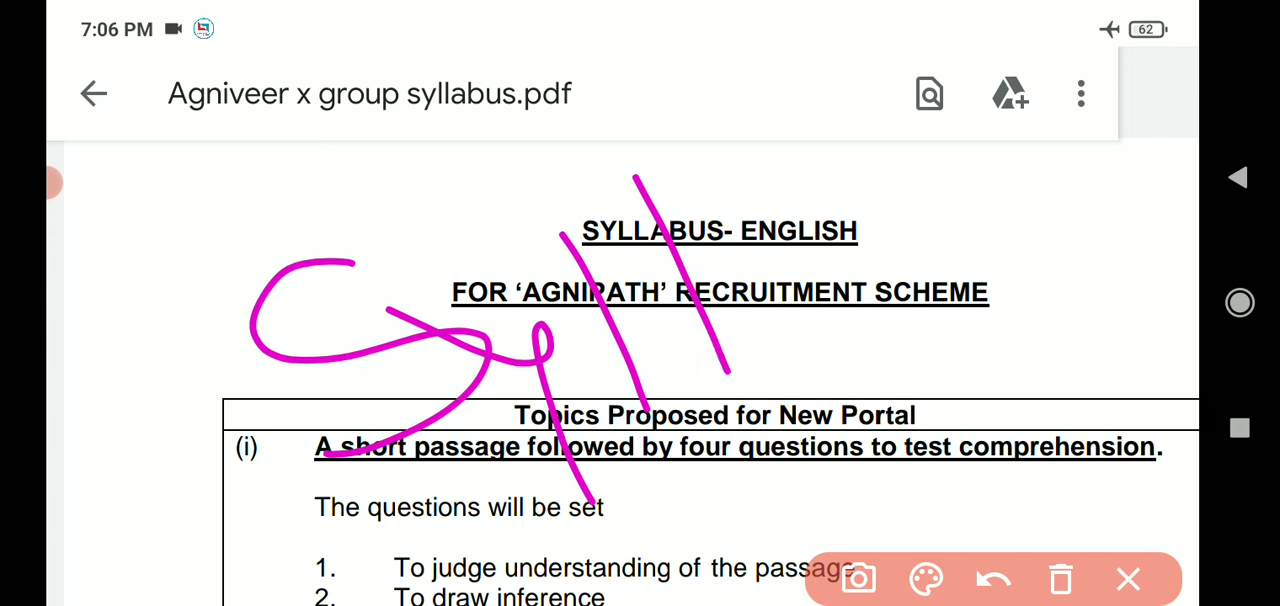 7:06 PM
62
Agniveer x group syllabus.pdf
SYLLABUS- ENGLISH
FOR ‘AGNIPATH’ RECRUITMENT SCHEME
Topics Proposed for New Portal
(i) A short passage followed by four questions to test comprehension.
The questions will be set
1. To judge understanding of the passage
2. To draw inference